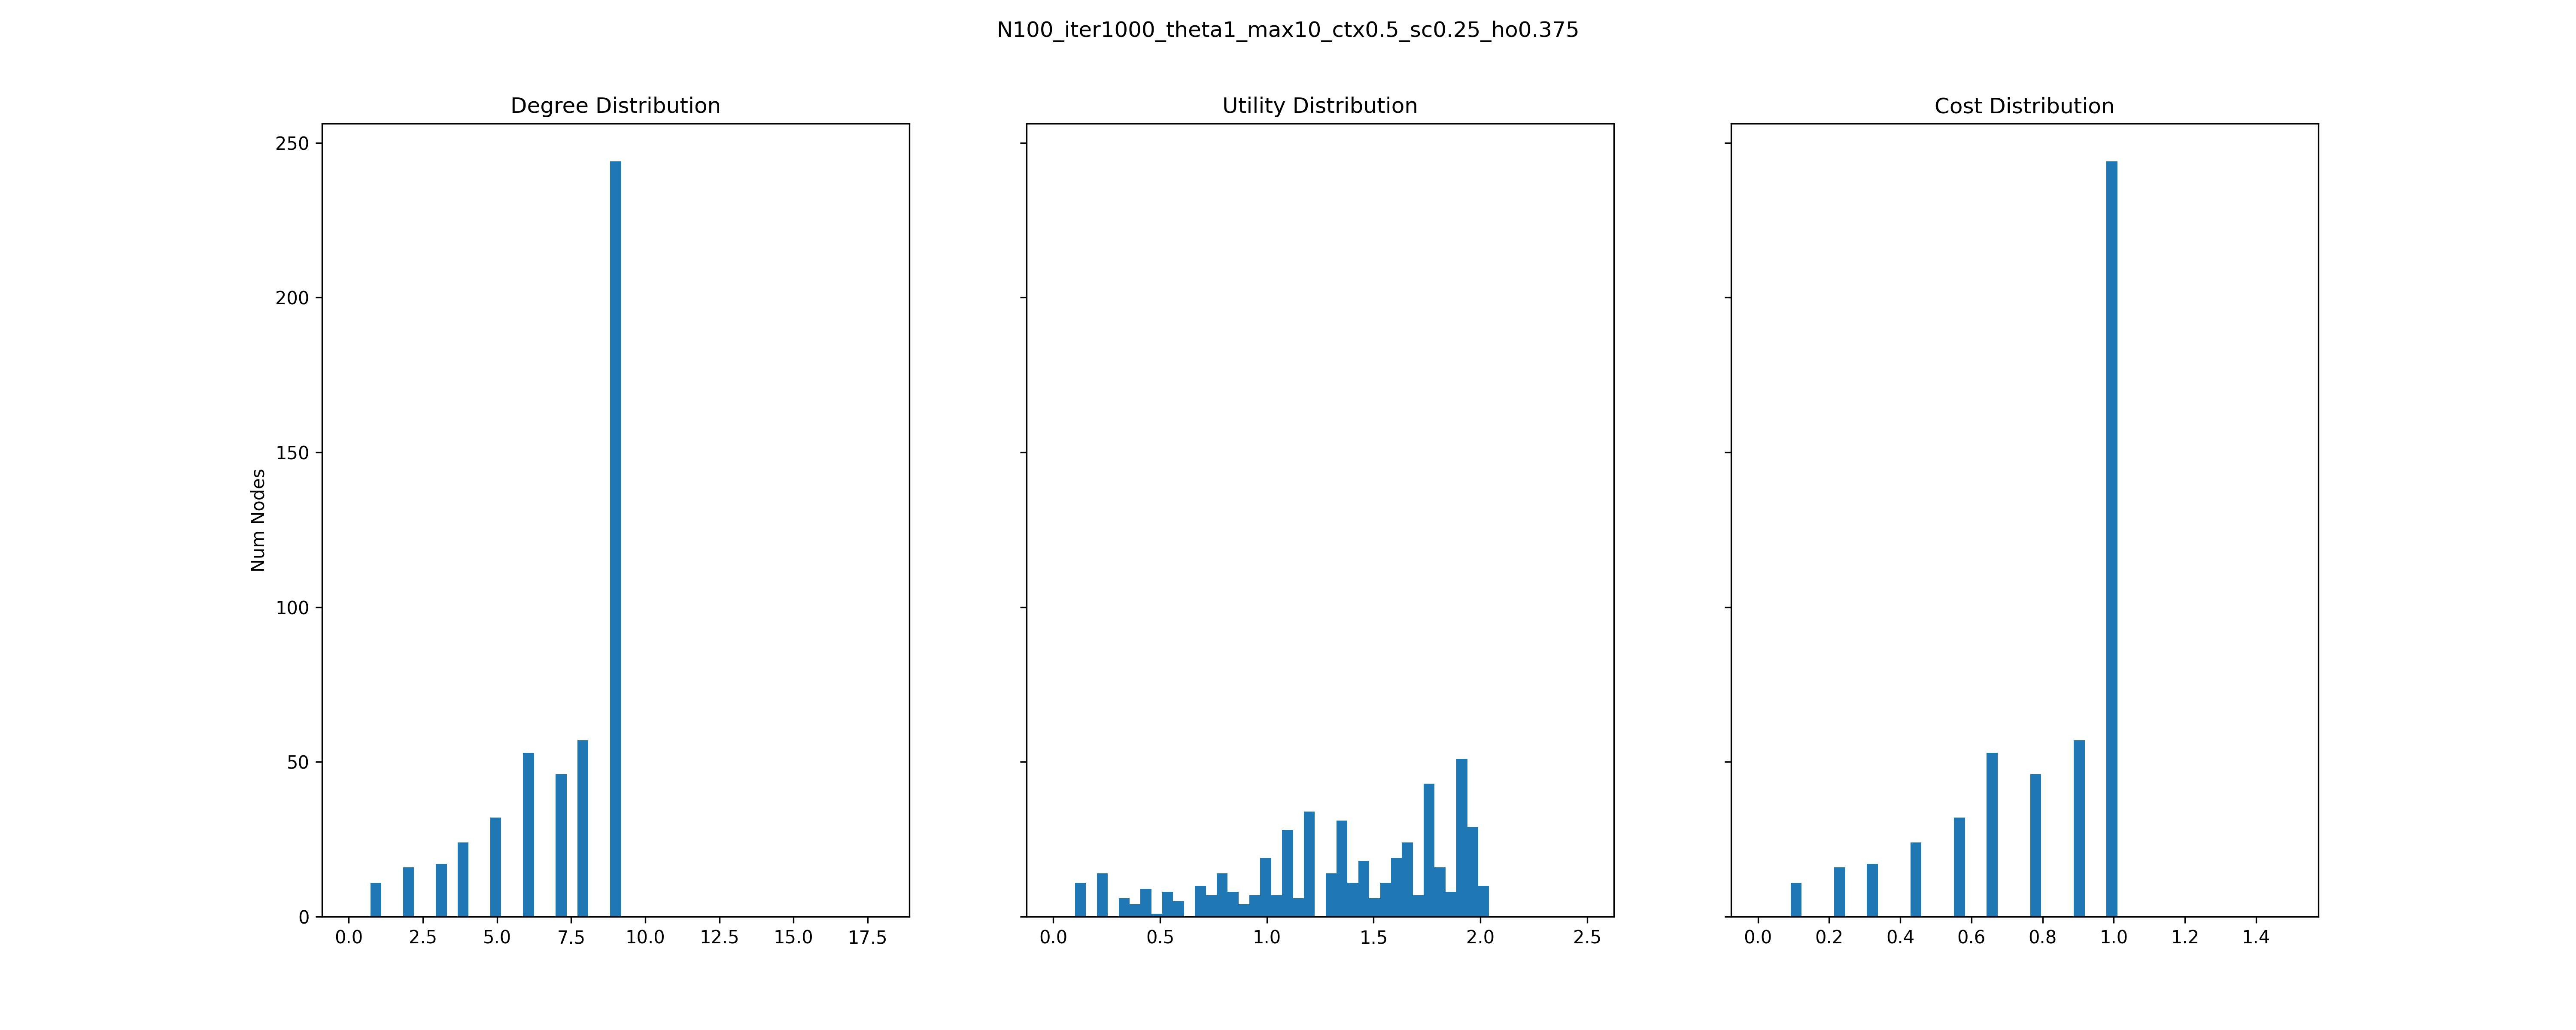 N100_iter1000_theta1_max10_ctx0.5_sc0.25_ho0.375
Degree Distribution
Utility Distribution
Cost Distribution
Num Nodes
250
200
150
100
50
0
0.0 2.5 5.0 7.5 10.0 12.5 15.0 17.5
0.0 0.5 1.0 1.5 2.0 2.5
0.0 0.2 0.4 0.6 0.8 1.0 1.2 1.4